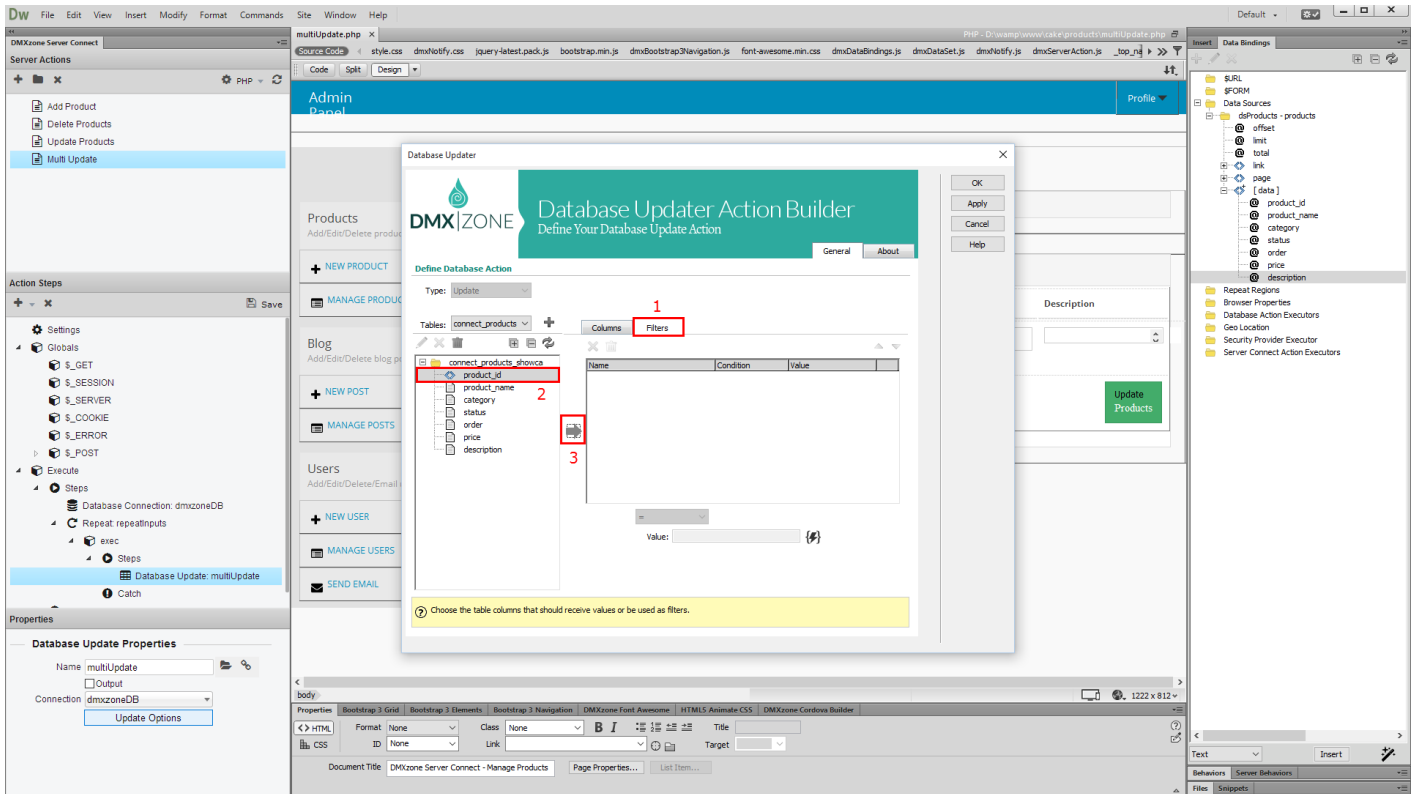 Dw File Edit View Insert Modify Format Commands Site Window Help Default
DMXzone Server Connect
Server Actions
PHP
Add Product
Delete Products
Update Products
Multi Update
Action Steps
Save
Settings
Globals
$_GET
$_SESSION
$_SERVER
$_COOKIE
$_ERROR
$_POST
Execute
Steps
Database Connection: dmxzoneDB
Repeat: repeatInputs
exec
Steps
Database Update: multiUpdate
Catch
Properties
Database Update Properties
Name multiUpdate
Output
Connection dmxzoneDB
Update Options
multiUpdate.php × PHP - D:\wamp\www\cake\products\multiUpdate.php
Source Code style.css dmxNotify.css jquery-latest.pack.js bootstrap.min.js dmxBootstrap3Navigation.js font-awesome.min.css dmxDataBindings.js dmxDataSet.js dmxNotify.js dmxServerAction.js _top_na
Code Split Design
Admin
Panel
Profile
Products
Add/Edit/Delete produc
NEW PRODUCT
MANAGE PRODUC
Blog
Add/Edit/Delete blog po
NEW POST
MANAGE POSTS
Users
Add/Edit/Delete/Email
NEW USER
MANAGE USERS
SEND EMAIL
Description
Update
Products
Database Updater
DMX|ZONE
Database Updater Action Builder
Define Your Database Update Action
General About
OK
Apply
Cancel
Help
Define Database Action
Type: Update
Tables: connect_products
1
Columns Filters
connect_products_showca
product_id
product_name
category
status
order
price
description
2
3
Name Condition Value
=
Value:
Choose the table columns that should receive values or be used as filters.
body 1222 x 812
Properties Bootstrap 3 Grid Bootstrap 3 Elements Bootstrap 3 Navigation DMXzone Font Awesome HTML5 Animate CSS DMXzone Cordova Builder
<> HTML Format None Class None B I Title
CSS ID None Link Target
Document Title DMXzone Server Connect - Manage Products Page Properties... List Item...
Insert Data Bindings
$URL
$FORM
Data Sources
dsProducts - products
offset
limit
total
link
page
[ data ]
product_id
product_name
category
status
order
price
description
Repeat Regions
Browser Properties
Database Action Executors
Geo Location
Security Provider Executor
Server Connect Action Executors
Text Insert
Behaviors Server Behaviors
Files Snippets